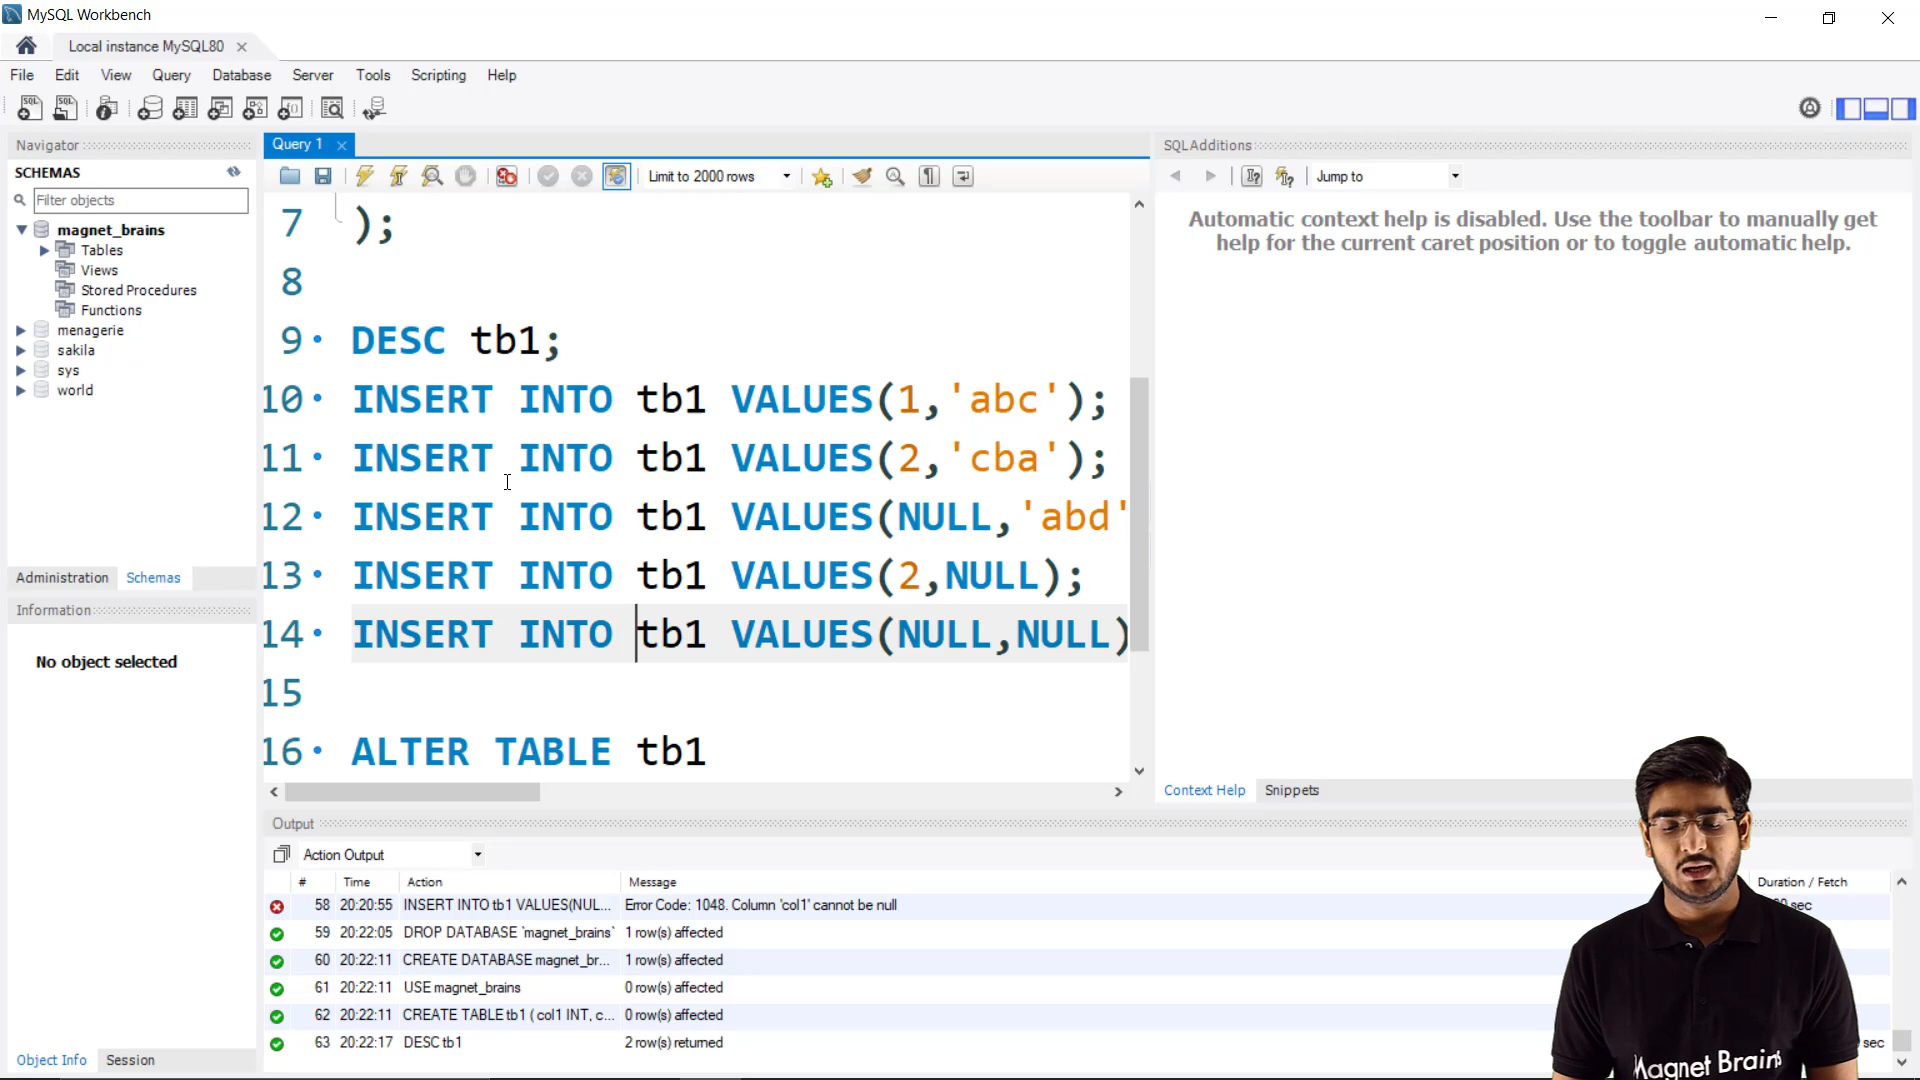 MySQL Workbench
Local instance MySQL80
File Edit View Query Database Server Tools Scripting Help
Navigator
SCHEMAS
Filter objects
magnet_brains
Tables
Views
Stored Procedures
Functions
menagerie
sakila
sys
world
Administration Schemas
Information
No object selected
Object Info Session
Query 1
Limit to 2000 rows
7 );
8
9 DESC tb1;
10 INSERT INTO tb1 VALUES(1,'abc');
11 INSERT INTO tb1 VALUES(2,'cba');
12 INSERT INTO tb1 VALUES(NULL,'abd'
13 INSERT INTO tb1 VALUES(2,NULL);
14 INSERT INTO tb1 VALUES(NULL,NULL)
15
16 ALTER TABLE tb1
SQLAdditions
Jump to
Automatic context help is disabled. Use the toolbar to manually get
help for the current caret position or to toggle automatic help.
Context Help Snippets
Output
Action Output
# Time Action Message Duration / Fetch
58 20:20:55 INSERT INTO tb1 VALUES(NUL... Error Code: 1048. Column 'col1' cannot be null sec
59 20:22:05 DROP DATABASE `magnet_brains` 1 row(s) affected
60 20:22:11 CREATE DATABASE magnet_br... 1 row(s) affected
61 20:22:11 USE magnet_brains 0 row(s) affected
62 20:22:11 CREATE TABLE tb1 ( col1 INT, c... 0 row(s) affected
63 20:22:17 DESC tb1 2 row(s) returned sec
Magnet Brains